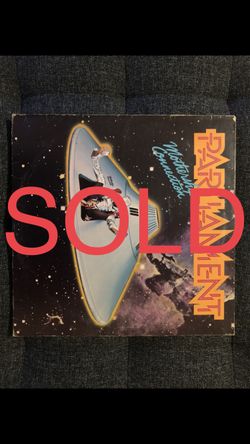 PARLIAMENT
Mothership
Connection
SOLD